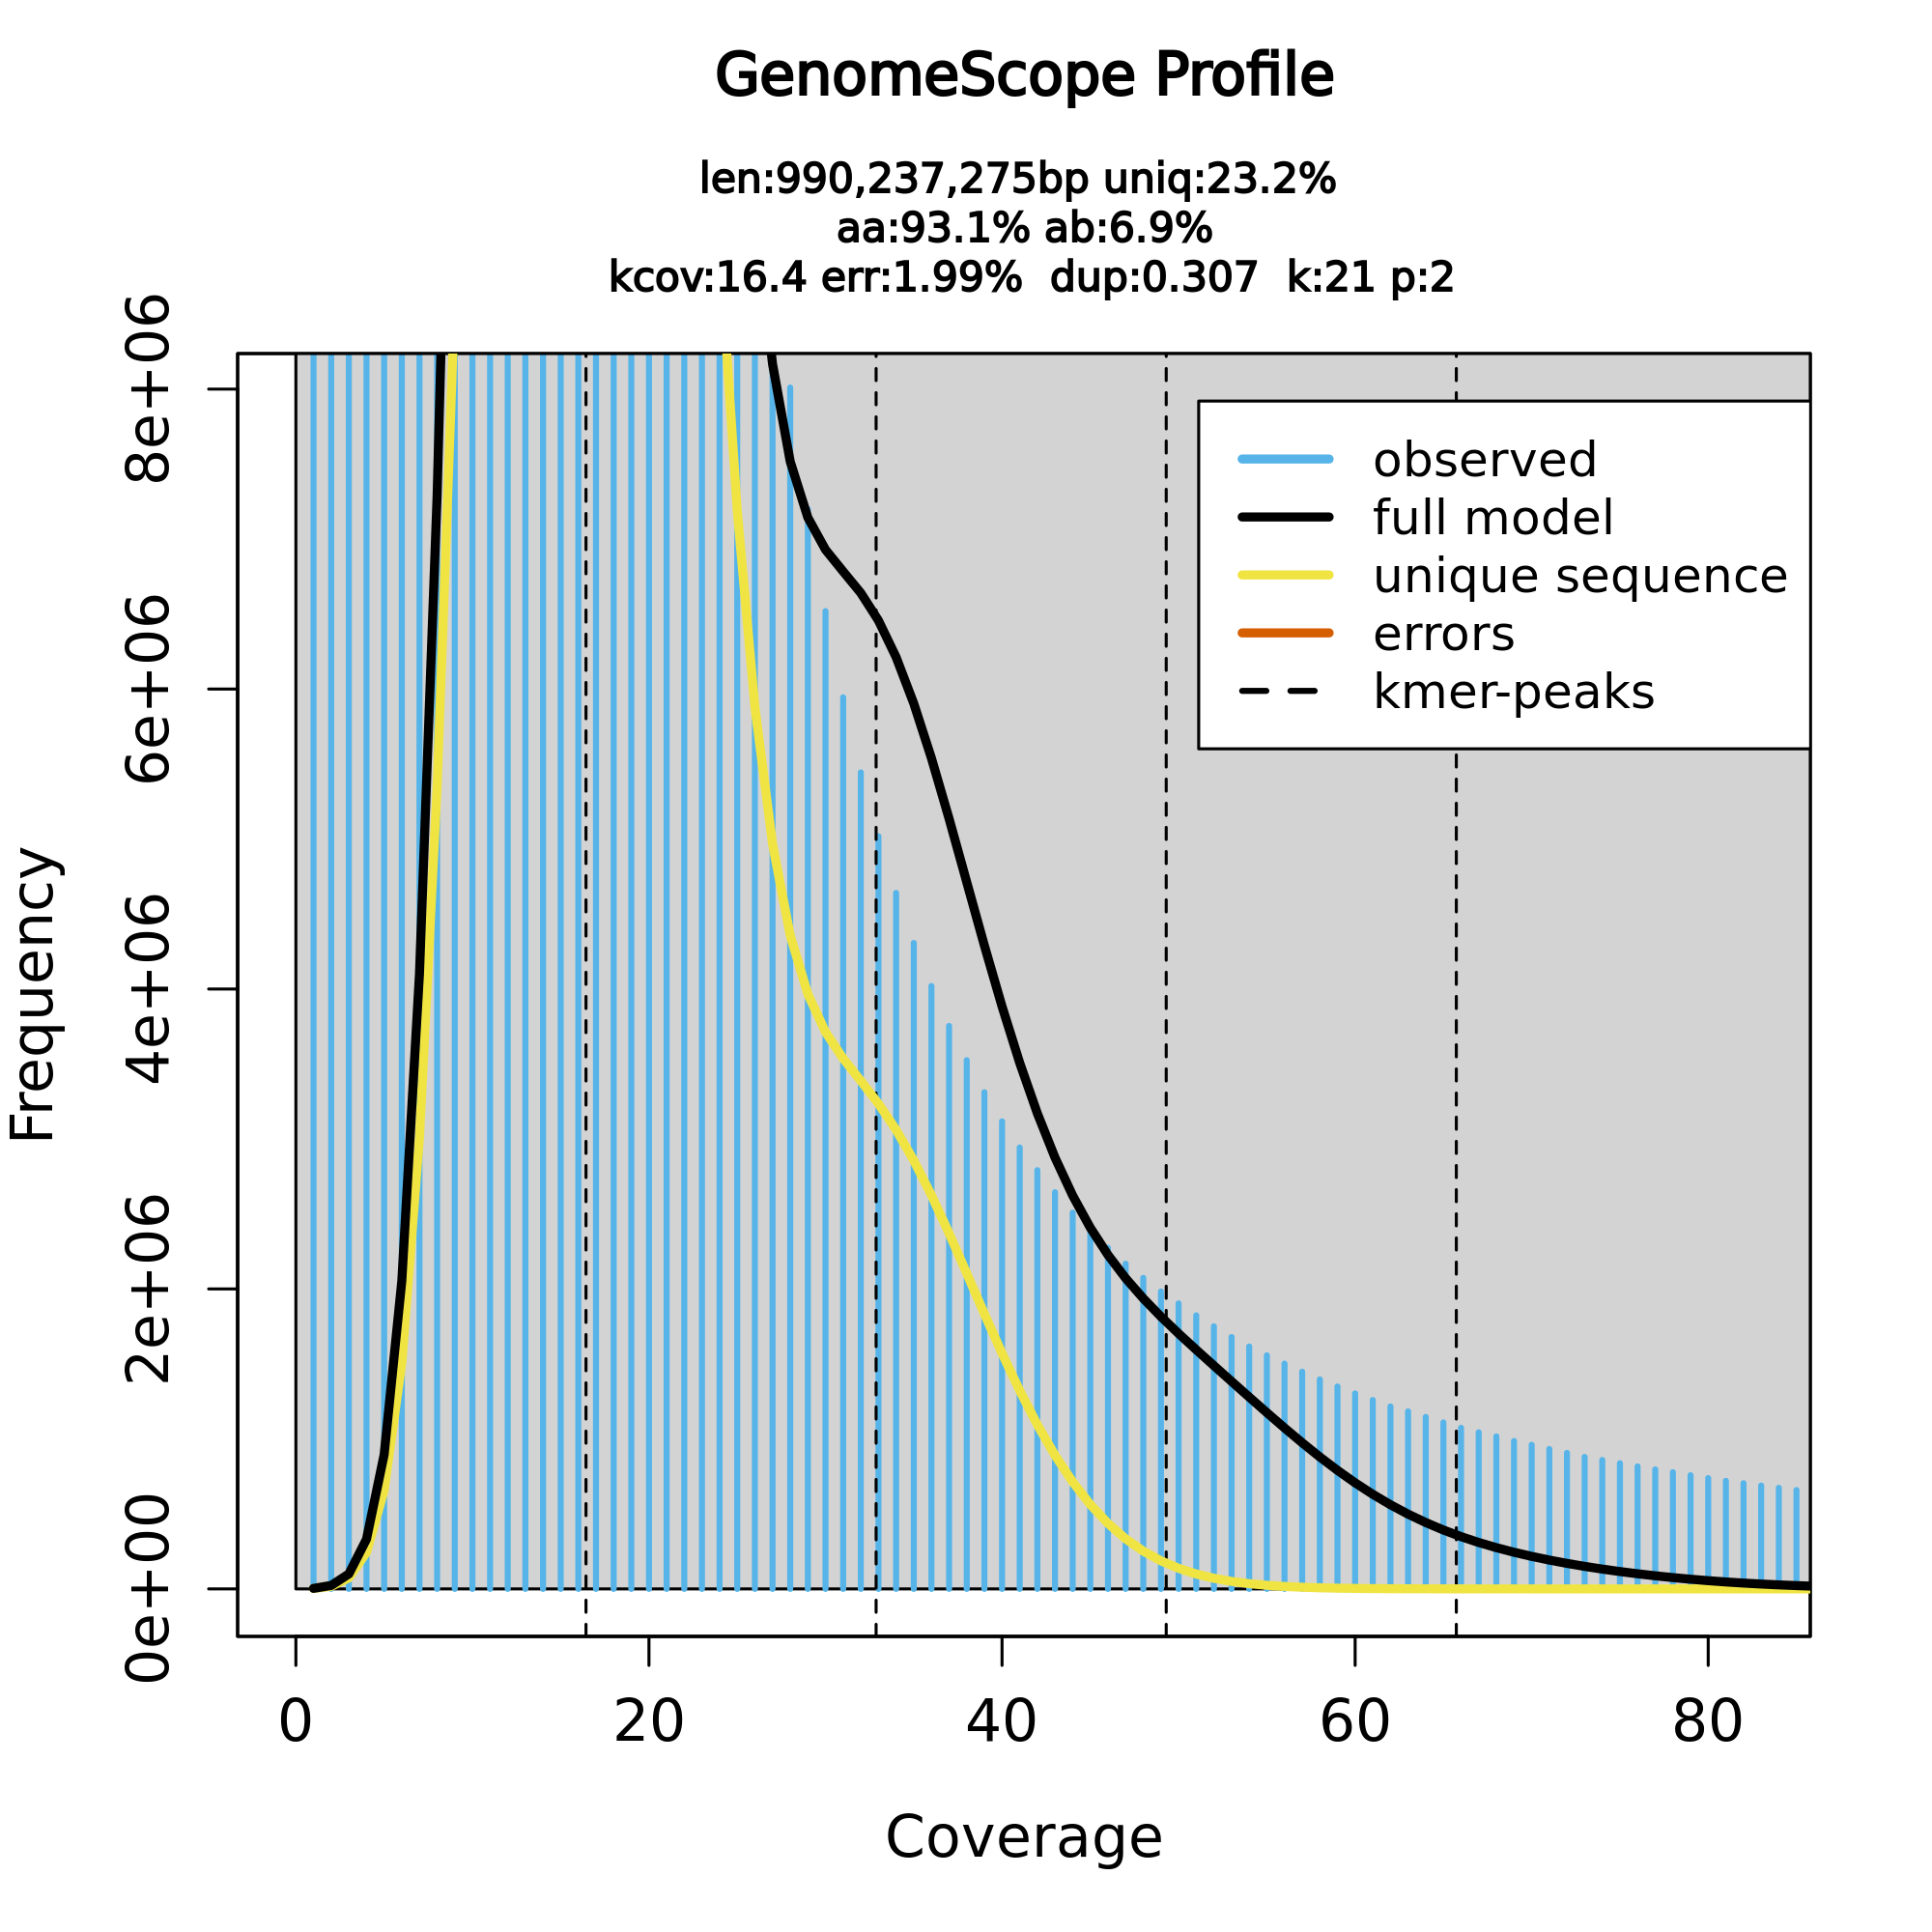 GenomeScope Profile
len:990,237,275bp uniq:23.2%
aa:93.1% ab:6.9%
kcov:16.4 err:1.99%  dup:0.307  k:21 p:2
observed
full model
unique sequence
errors
kmer-peaks
Frequency
8e+06
6e+06
4e+06
2e+06
0e+00
0 20 40 60 80
Coverage